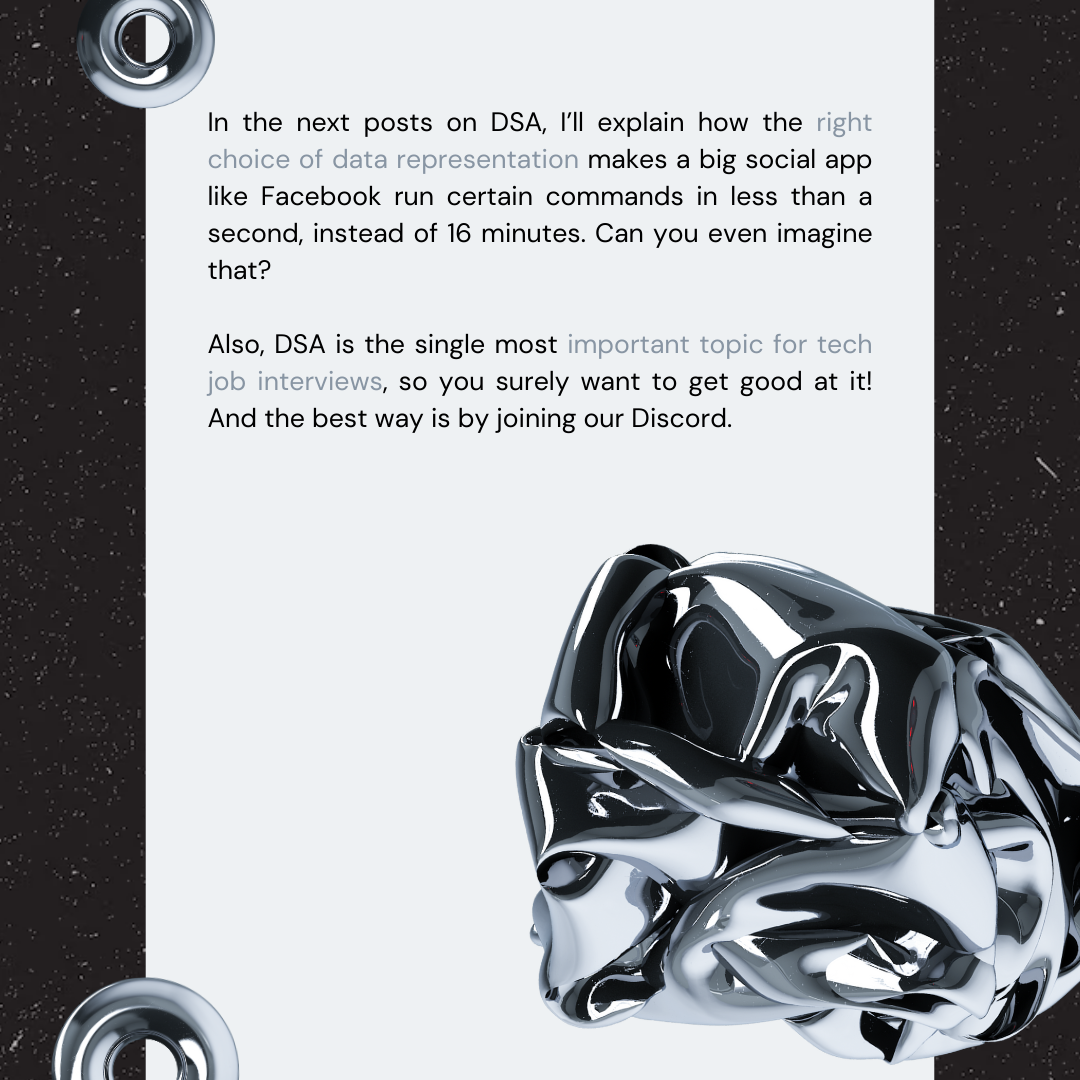 In the next posts on DSA, I’ll explain how the right
choice of data representation makes a big social app
like Facebook run certain commands in less than a
second, instead of 16 minutes. Can you even imagine
that?
Also, DSA is the single most important topic for tech
job interviews, so you surely want to get good at it!
And the best way is by joining our Discord.